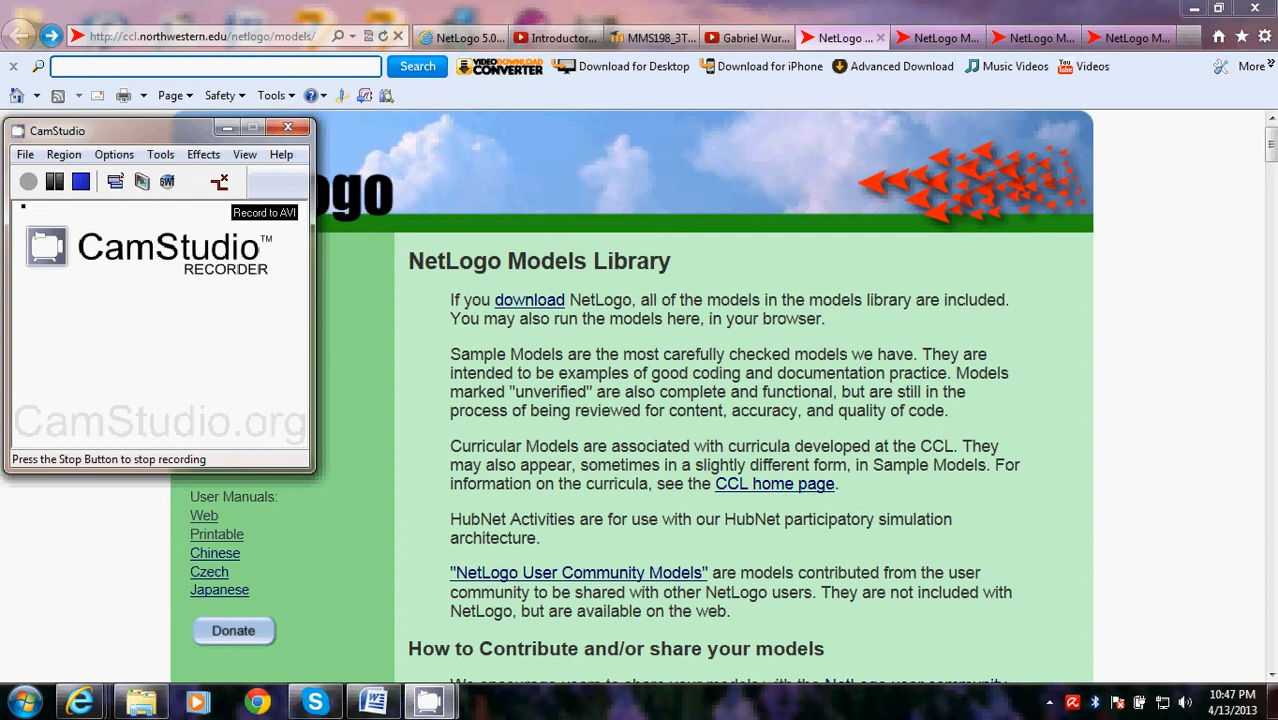 http://ccl.northwestern.edu/netlogo/models/
NetLogo 5.0...
Introductor...
MMS198_3T...
Gabriel Wur...
NetLogo ...
NetLogo M...
NetLogo M...
NetLogo M...
Search
VIDEO DOWNLOAD CONVERTER
Download for Desktop
Download for iPhone
Advanced Download
Music Videos
You Tube
Videos
More
Page
Safety
Tools
CamStudio
File Region Options Tools Effects View Help
Record to AVI
CamStudio™
RECORDER
CamStudio.org
Press the Stop Button to stop recording
ogo
NetLogo Models Library
If you download NetLogo, all of the models in the models library are included.
You may also run the models here, in your browser.
Sample Models are the most carefully checked models we have. They are
intended to be examples of good coding and documentation practice. Models
marked "unverified" are also complete and functional, but are still in the
process of being reviewed for content, accuracy, and quality of code.
Curricular Models are associated with curricula developed at the CCL. They
may also appear, sometimes in a slightly different form, in Sample Models. For
information on the curricula, see the CCL home page.
HubNet Activities are for use with our HubNet participatory simulation
architecture.
"NetLogo User Community Models" are models contributed from the user
community to be shared with other NetLogo users. They are not included with
NetLogo, but are available on the web.
How to Contribute and/or share your models
User Manuals:
Web
Printable
Chinese
Czech
Japanese
Donate
10:47 PM
4/13/2013